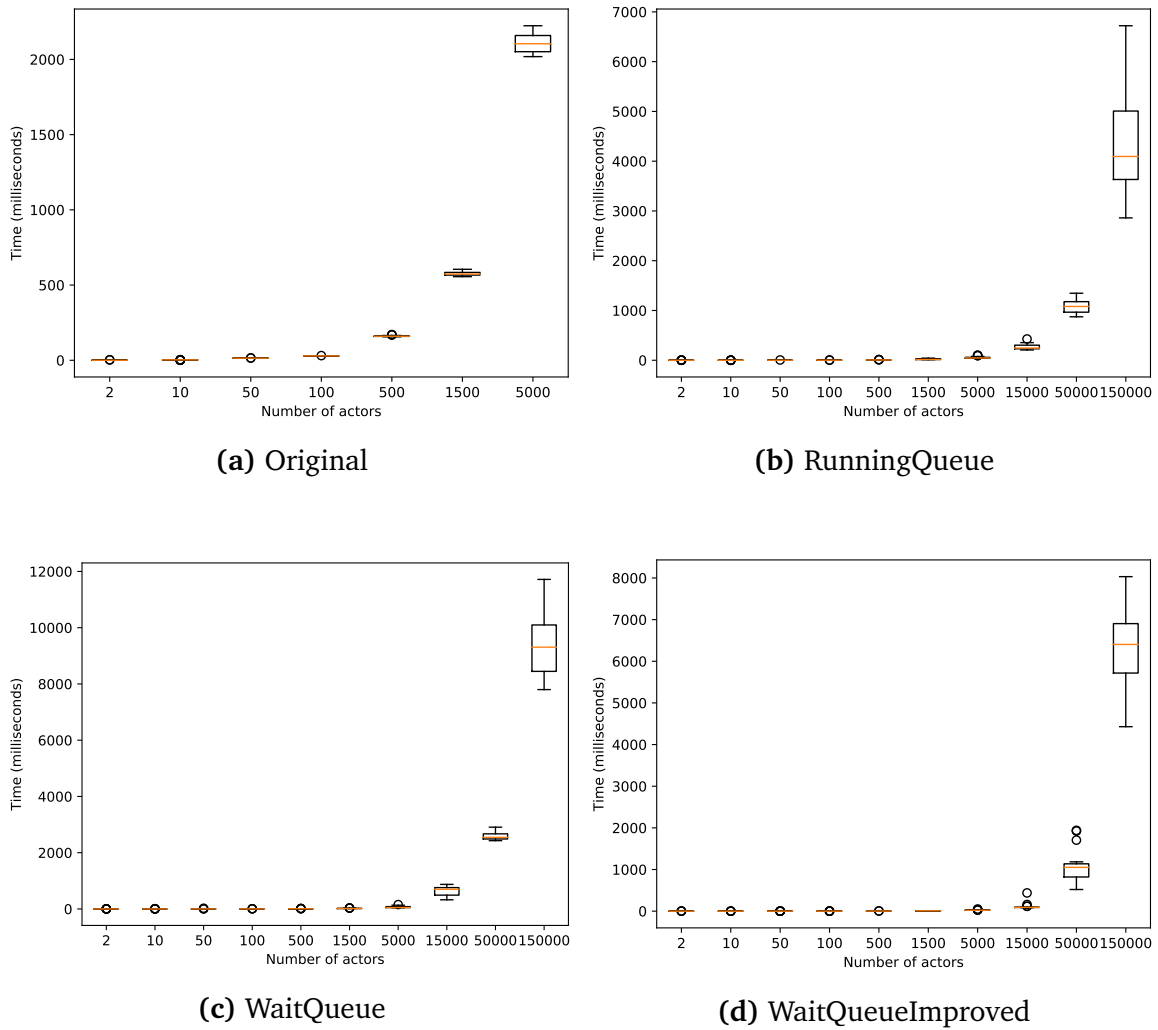 2000
1500
1000
500
0
Time (milliseconds)
2 10 50 100 500 1500 5000
Number of actors
(a) Original
7000
6000
5000
4000
3000
2000
1000
0
Time (milliseconds)
2 10 50 100 500 1500 5000 15000 50000 150000
Number of actors
(b) RunningQueue
12000
10000
8000
6000
4000
2000
0
Time (milliseconds)
2 10 50 100 500 1500 5000 15000 50000 150000
Number of actors
(c) WaitQueue
8000
7000
6000
5000
4000
3000
2000
1000
0
Time (milliseconds)
2 10 50 100 500 1500 5000 15000 50000 150000
Number of actors
(d) WaitQueueImproved